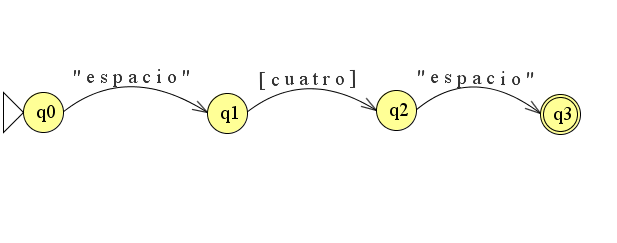 "espacio" [cuatro] "espacio"
q0 q1 q2 q3